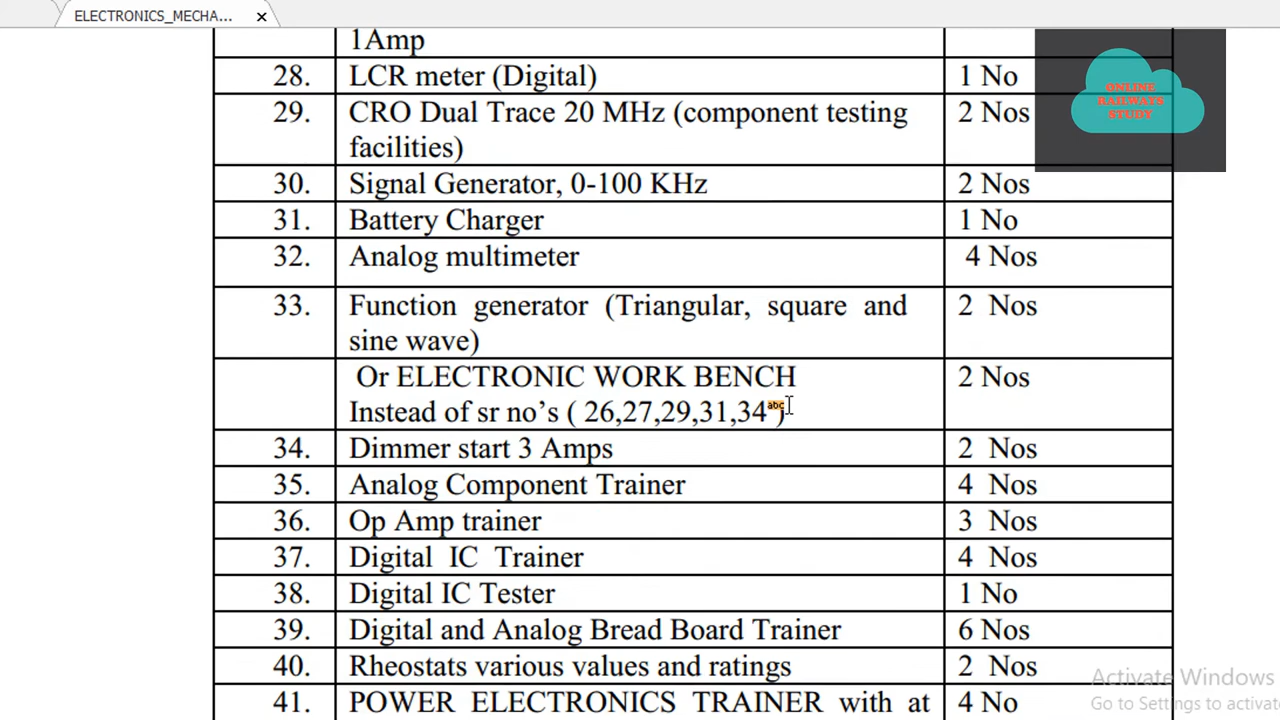 ELECTRONICS_MECHA... ×
1Amp
28. LCR meter (Digital) 1 No
29. CRO Dual Trace 20 MHz (component testing 2 Nos
facilities)
30. Signal Generator, 0-100 KHz 2 Nos
31. Battery Charger 1 No
32. Analog multimeter 4 Nos
33. Function generator (Triangular, square and 2 Nos
sine wave)
Or ELECTRONIC WORK BENCH 2 Nos
Instead of sr no’s ( 26,27,29,31,34 )
abc
34. Dimmer start 3 Amps 2 Nos
35. Analog Component Trainer 4 Nos
36. Op Amp trainer 3 Nos
37. Digital IC Trainer 4 Nos
38. Digital IC Tester 1 No
39. Digital and Analog Bread Board Trainer 6 Nos
40. Rheostats various values and ratings 2 Nos
41. POWER ELECTRONICS TRAINER with at 4 No
ONLINE
RAILWAYS
STUDY
Activate Windows
Go to Settings to activat